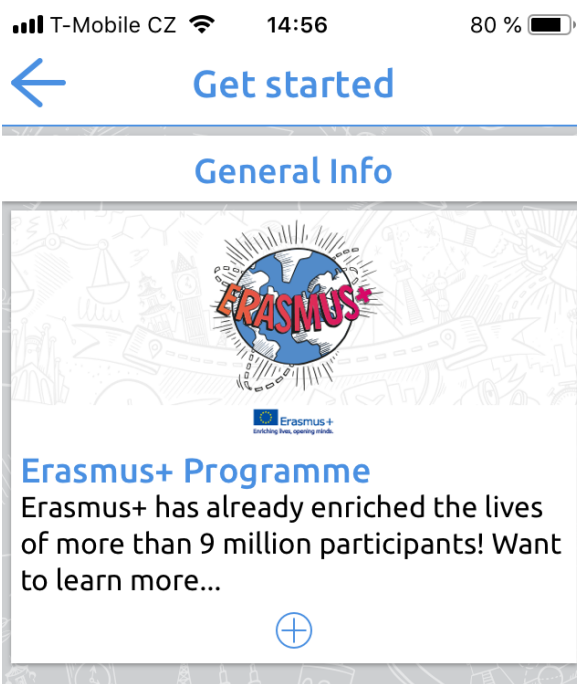 T-Mobile CZ 14:56 80 %
Get started
General Info
ERASMUS+
Erasmus+
Enriching lives, opening minds.
Erasmus+ Programme
Erasmus+ has already enriched the lives
of more than 9 million participants! Want
to learn more...